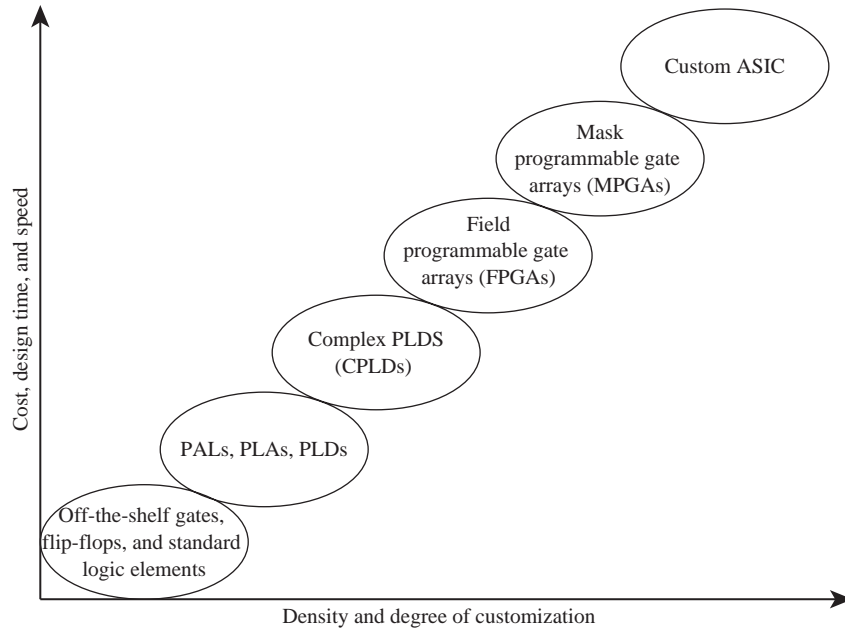 Custom ASIC
Mask
programmable gate
arrays (MPGAs)
Field
programmable gate
arrays (FPGAs)
Complex PLDS
(CPLDs)
PALs, PLAs, PLDs
Off-the-shelf gates,
flip-flops, and standard
logic elements
Cost, design time, and speed
Density and degree of customization